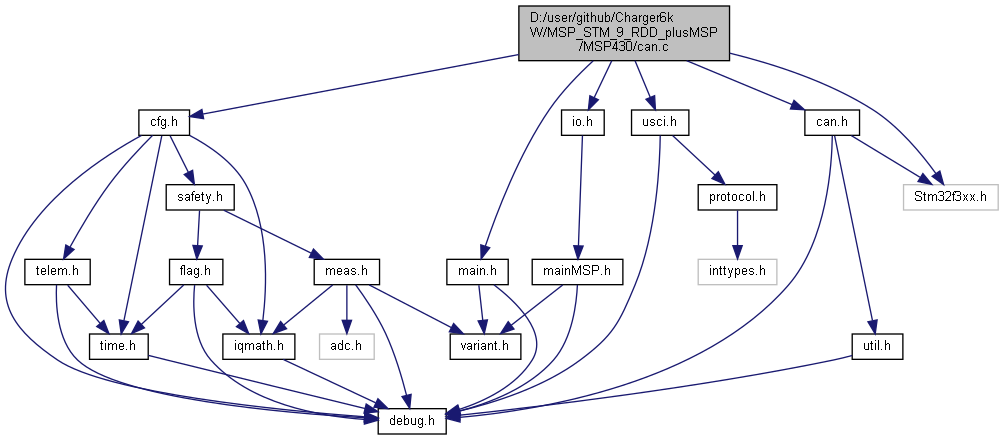 D:/user/github/Charger6k
W/MSP_STM_9_RDD_plusMSP
/MSP430/can.c
cfg.h
io.h
usci.h
can.h
safety.h
protocol.h
Stm32f3xx.h
telem.h
flag.h
meas.h
main.h
mainMSP.h
inttypes.h
time.h
iqmath.h
adc.h
variant.h
util.h
debug.h